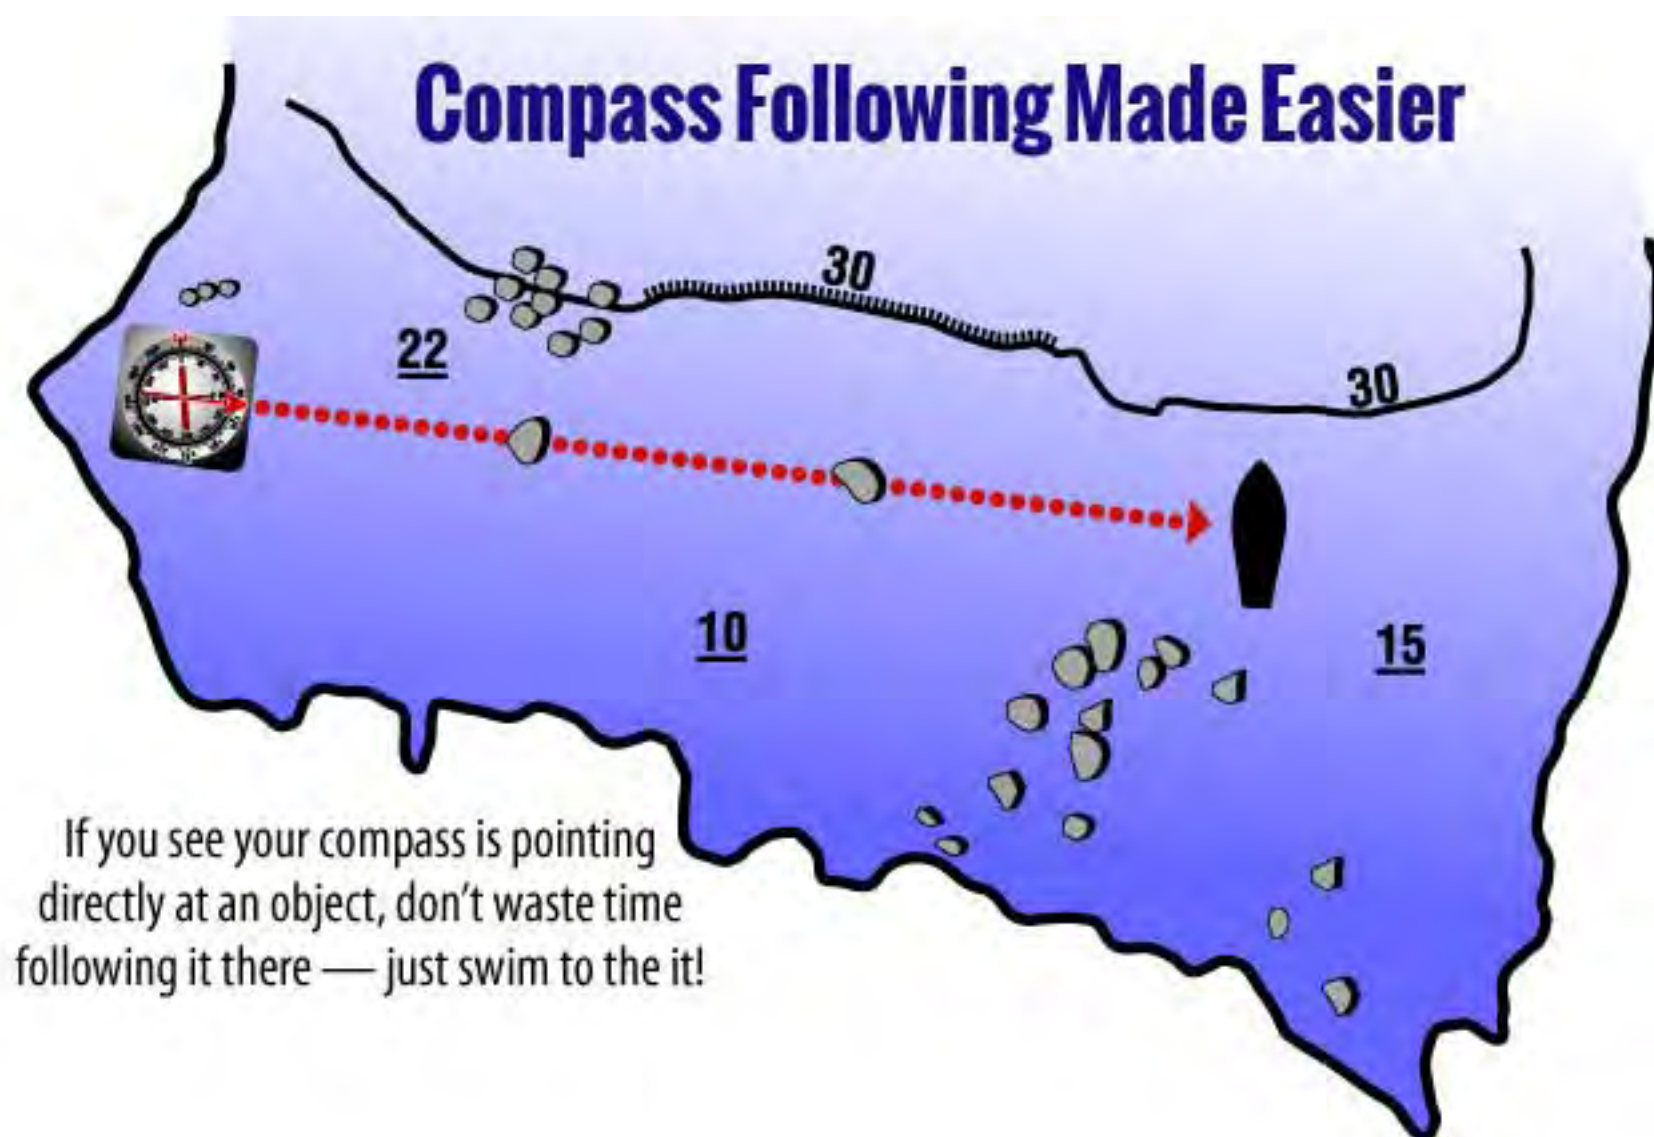 Compass Following Made Easier
30
22
30
10
15
If you see your compass is pointing
directly at an object, don't waste time
following it there — just swim to the it!